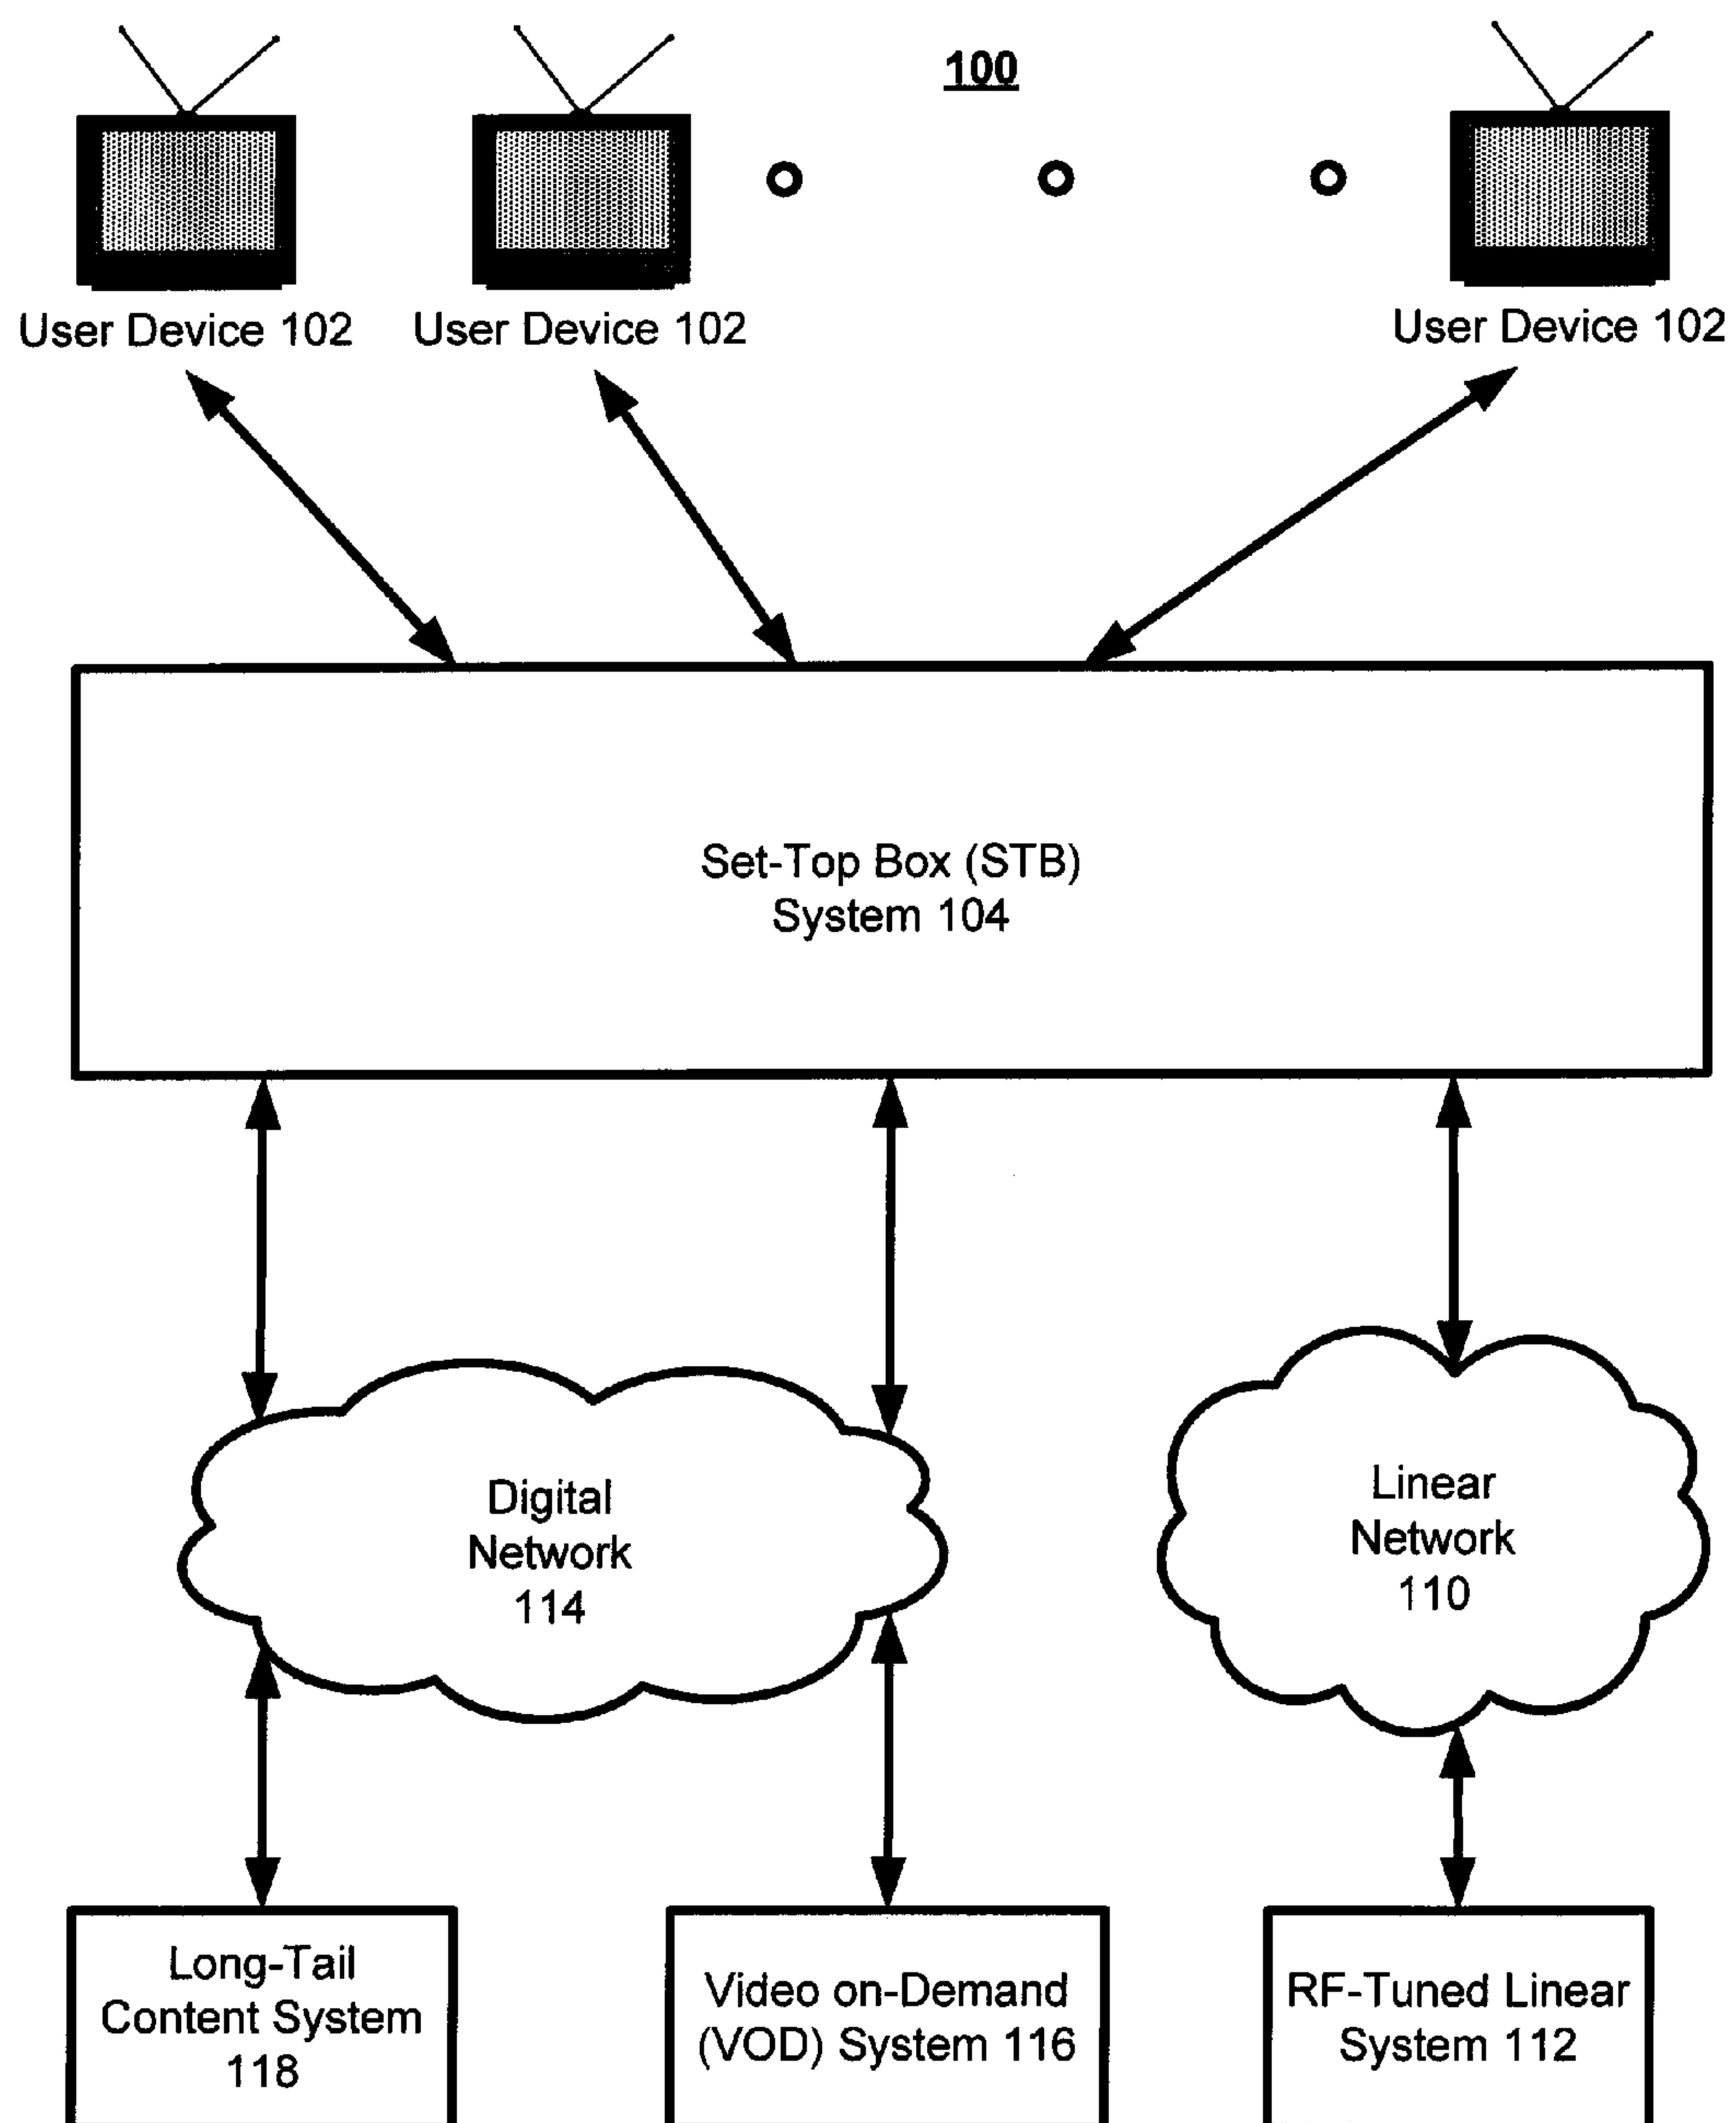 100
User Device 102
User Device 102
User Device 102
Set-Top Box (STB)
System 104
Digital
Network
114
Linear
Network
110
Long-Tail
Content System
118
Video on-Demand
(VOD) System 116
RF-Tuned Linear
System 112